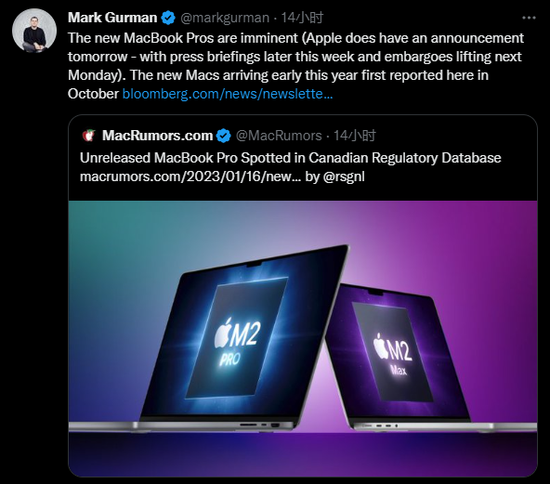 Mark Gurman @markgurman · 14小时
The new MacBook Pros are imminent (Apple does have an announcement
tomorrow - with press briefings later this week and embargoes lifting next
Monday). The new Macs arriving early this year first reported here in
October bloomberg.com/news/newslette…
MacRumors.com @MacRumors · 14小时
Unreleased MacBook Pro Spotted in Canadian Regulatory Database
macrumors.com/2023/01/16/new… by @rsgnl
M2
PRO
M2
Max